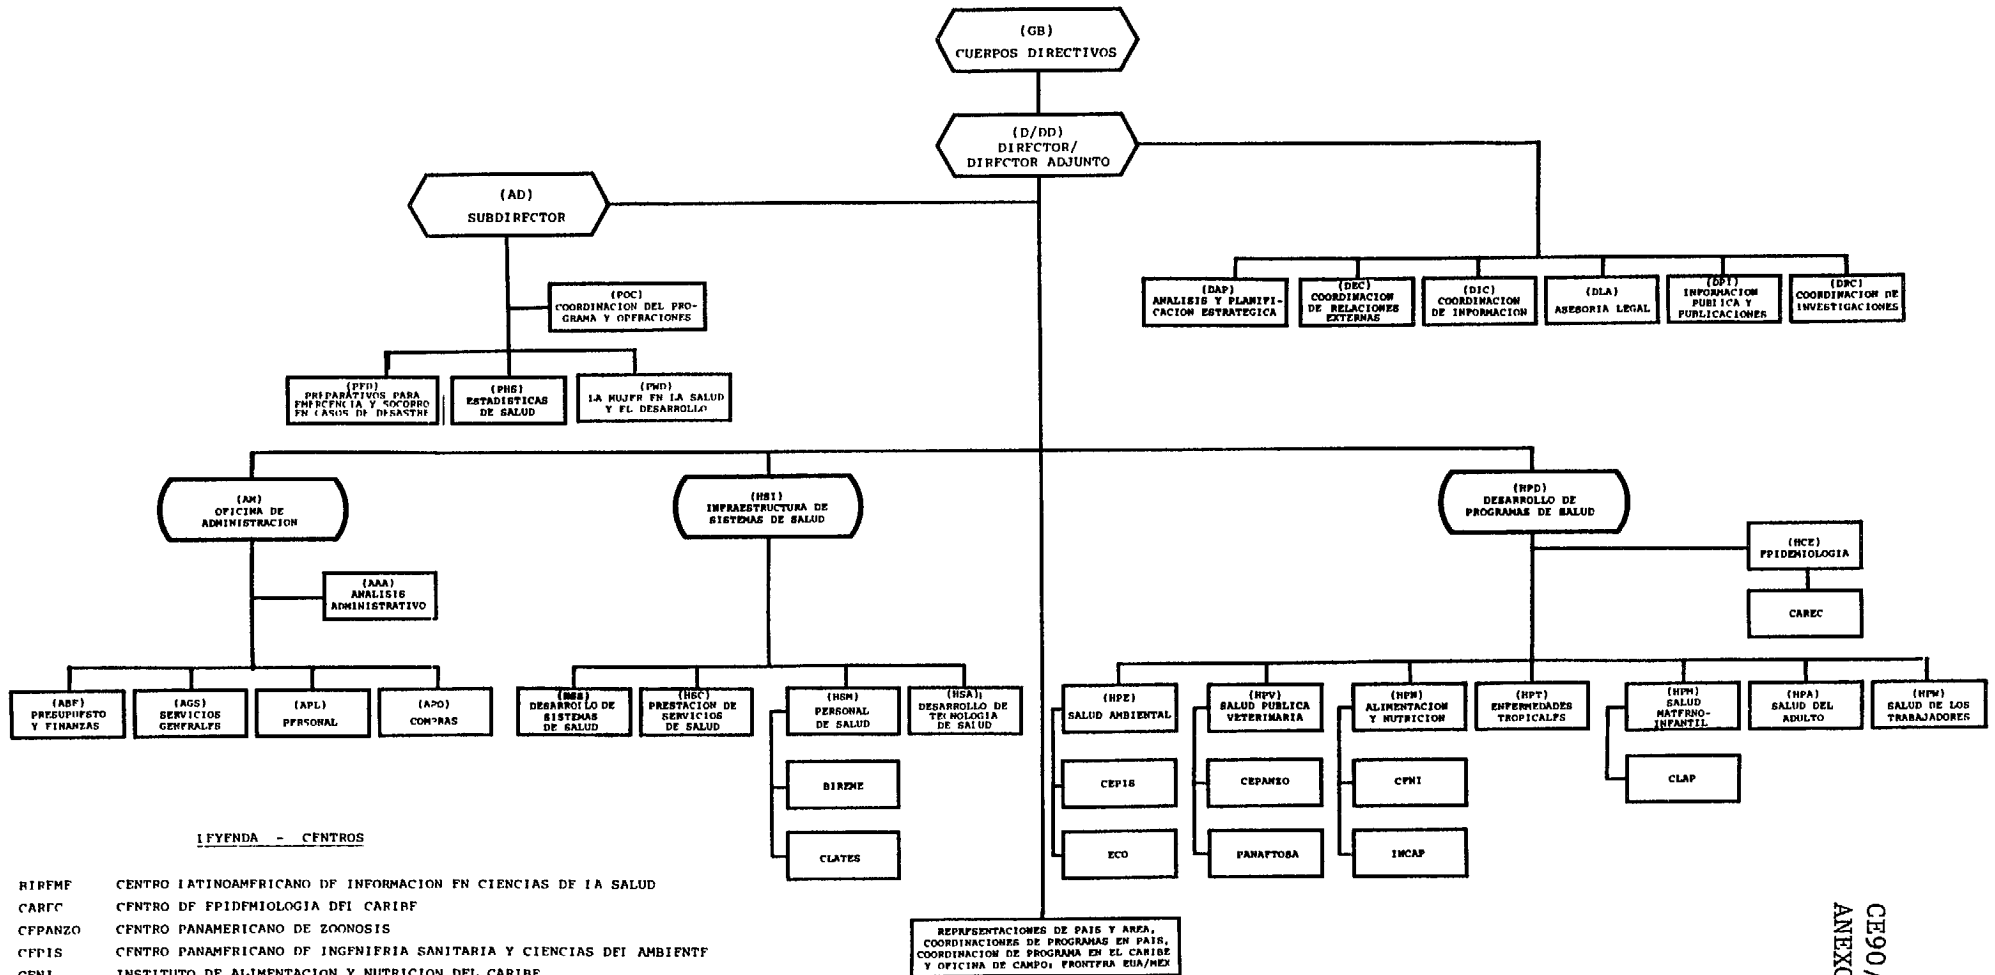 (GB)
CUERPOS DIRECTIVOS
(D/DD)
DIRECTOR/
DIRECTOR ADJUNTO
(AD)
SUBDIRECTOR
(POC)
COORDINACION DEL PRO-
GRAMA Y OPERACIONES
(DAP)
ANALISIS Y PLANIFI-
CACION ESTRATEGICA
(DEC)
COORDINACION
DE RELACIONES
EXTERNAS
(DIC)
COORDINACION
DE INFORMACION
(DLA)
ASESORIA LEGAL
(DPI)
INFORMACION
PUBLICA Y
PUBLICACIONES
(DRC)
COORDINACION DE
INVESTIGACIONES
(PED)
PREPARATIVOS PARA
EMERGENCIA Y SOCORRO
EN CASOS DE DESASTRE
(PHS)
ESTADISTICAS
DE SALUD
(PWD)
LA MUJER EN LA SALUD
Y EL DESARROLLO
(AM)
OFICINA DE
ADMINISTRACION
(HSI)
INFRAESTRUCTURA DE
SISTEMAS DE SALUD
(HPD)
DESARROLLO DE
PROGRAMAS DE SALUD
(HCE)
EPIDEMIOLOGIA
CAREC
(AAA)
ANALISIS
ADMINISTRATIVO
(ABF)
PRESUPUESTO
Y FINANZAS
(AGS)
SERVICIOS
GENERALES
(APL)
PERSONAL
(APO)
COMPRAS
DESARROLLO DE
SISTEMAS
DE SALUD
(HSC)
PRESTACION DE
SERVICIOS
DE SALUD
(HSM)
PERSONAL
DE SALUD
(HSA)
DESARROLLO DE
TECNOLOGIA
DE SALUD
BIREME
CLATES
(HPE)
SALUD AMBIENTAL
CEPIS
ECO
(HPV)
SALUD PUBLICA
VETERINARIA
CEPANZO
PANAFTOSA
(HPN)
ALIMENTACION
Y NUTRICION
CFNI
INCAP
(HPT)
ENFERMEDADES
TROPICALES
(HPM)
SALUD
MATERNO-
INFANTIL
CLAP
(HPA)
SALUD DEL
ADULTO
(HPW)
SALUD DE LOS
TRABAJADORES
REPRESENTACIONES DE PAIS Y AREA,
COORDINACIONES DE PROGRAMAS EN PAIS,
COORDINACION DE PROGRAMA EN EL CARIBE
Y OFICINA DE CAMPO: FRONTERA EUA/MEX
LEYENDA - CENTROS
BIREME CENTRO LATINOAMERICANO DE INFORMACION EN CIENCIAS DE LA SALUD
CAREC CENTRO DE EPIDEMIOLOGIA DEL CARIBE
CEPANZO CENTRO PANAMERICANO DE ZOONOSIS
CEPIS CENTRO PANAMERICANO DE INGENIERIA SANITARIA Y CIENCIAS DEL AMBIENTE
CFNI INSTITUTO DE ALIMENTACION Y NUTRICION DEL CARIBE
CE90/
ANEXO